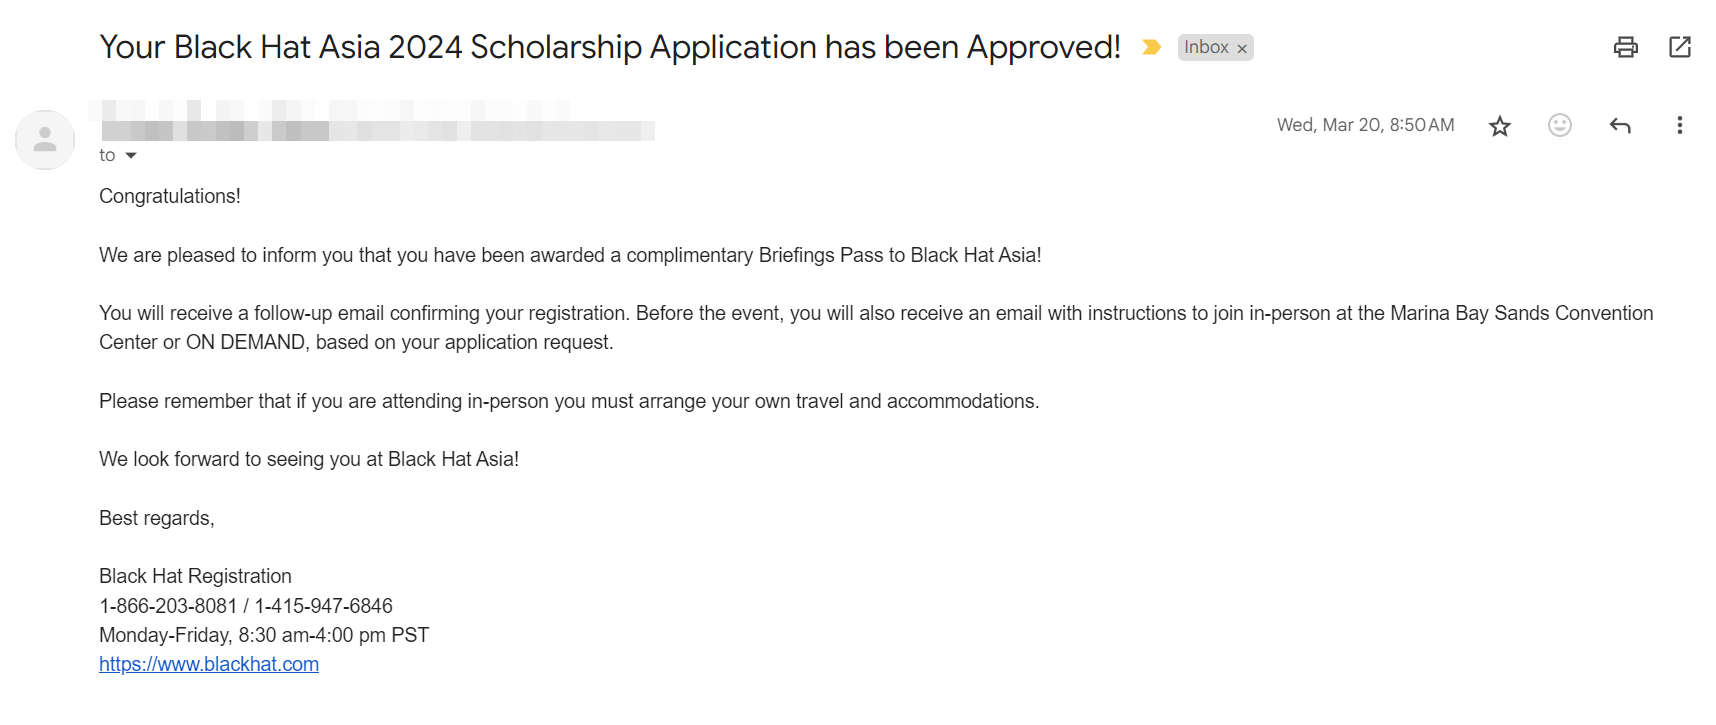 Your Black Hat Asia 2024 Scholarship Application has been Approved! Inbox ×
Wed, Mar 20, 8:50 AM
to
Congratulations!
We are pleased to inform you that you have been awarded a complimentary Briefings Pass to Black Hat Asia!
You will receive a follow-up email confirming your registration. Before the event, you will also receive an email with instructions to join in-person at the Marina Bay Sands Convention
Center or ON DEMAND, based on your application request.
Please remember that if you are attending in-person you must arrange your own travel and accommodations.
We look forward to seeing you at Black Hat Asia!
Best regards,
Black Hat Registration
1-866-203-8081 / 1-415-947-6846
Monday-Friday, 8:30 am-4:00 pm PST
https://www.blackhat.com